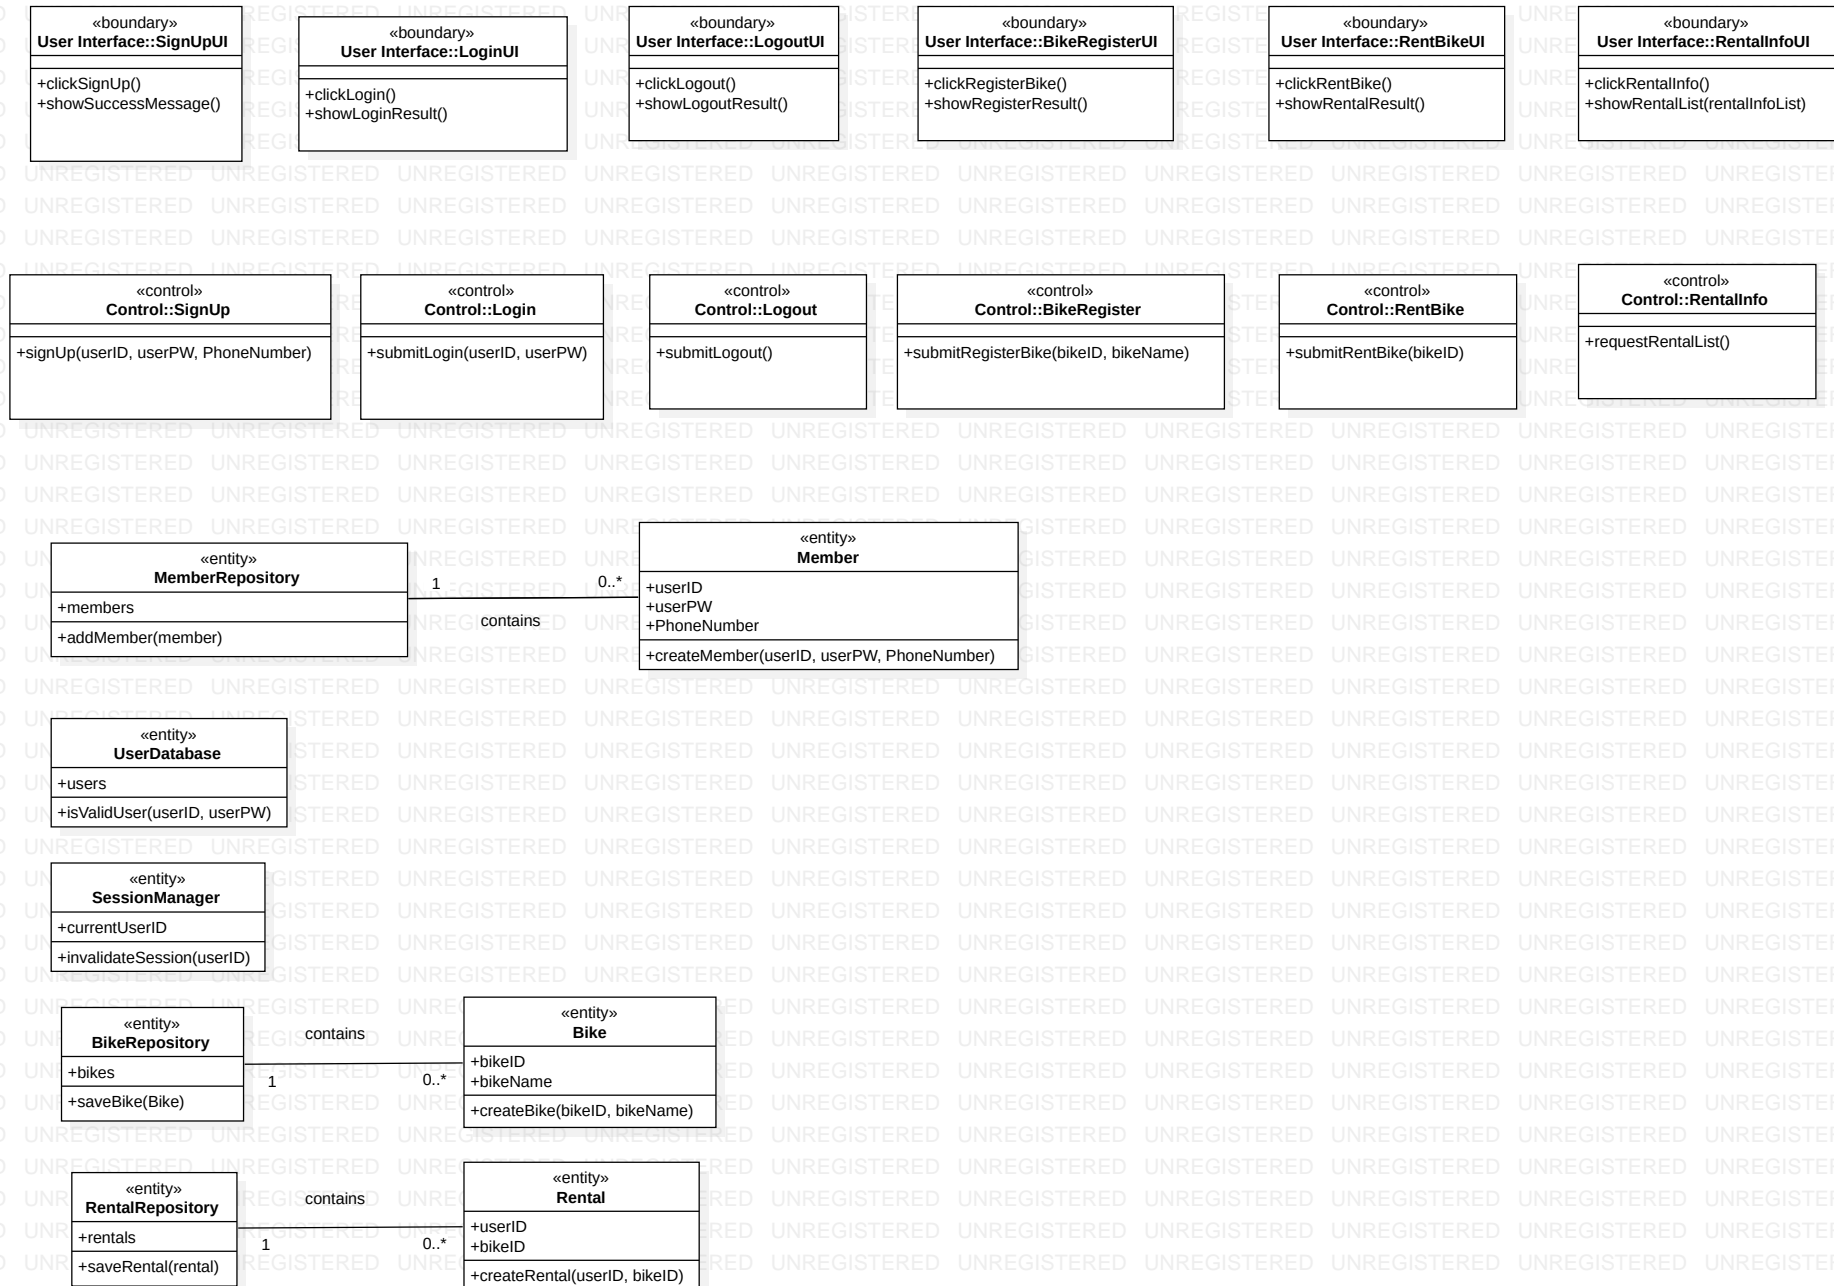 «boundary»
User Interface::SignUpUI
+clickSignUp()
+showSuccessMessage()
«boundary»
User Interface::LoginUI
+clickLogin()
+showLoginResult()
«boundary»
User Interface::LogoutUI
+clickLogout()
+showLogoutResult()
«boundary»
User Interface::BikeRegisterUI
+clickRegisterBike()
+showRegisterResult()
«boundary»
User Interface::RentBikeUI
+clickRentBike()
+showRentalResult()
«boundary»
User Interface::RentalInfoUI
+clickRentalInfo()
+showRentalList(rentalInfoList)
«control»
Control::SignUp
+signUp(userID, userPW, PhoneNumber)
«control»
Control::Login
+submitLogin(userID, userPW)
«control»
Control::Logout
+submitLogout()
«control»
Control::BikeRegister
+submitRegisterBike(bikeID, bikeName)
«control»
Control::RentBike
+submitRentBike(bikeID)
«control»
Control::RentalInfo
+requestRentalList()
«entity»
MemberRepository
+members
+addMember(member)
1
0..*
contains
«entity»
Member
+userID
+userPW
+PhoneNumber
+createMember(userID, userPW, PhoneNumber)
«entity»
UserDatabase
+users
+isValidUser(userID, userPW)
«entity»
SessionManager
+currentUserID
+invalidateSession(userID)
«entity»
BikeRepository
+bikes
+saveBike(Bike)
contains
1
0..*
«entity»
Bike
+bikeID
+bikeName
+createBike(bikeID, bikeName)
«entity»
RentalRepository
+rentals
+saveRental(rental)
contains
1
0..*
«entity»
Rental
+userID
+bikeID
+createRental(userID, bikeID)
UNREGISTERED